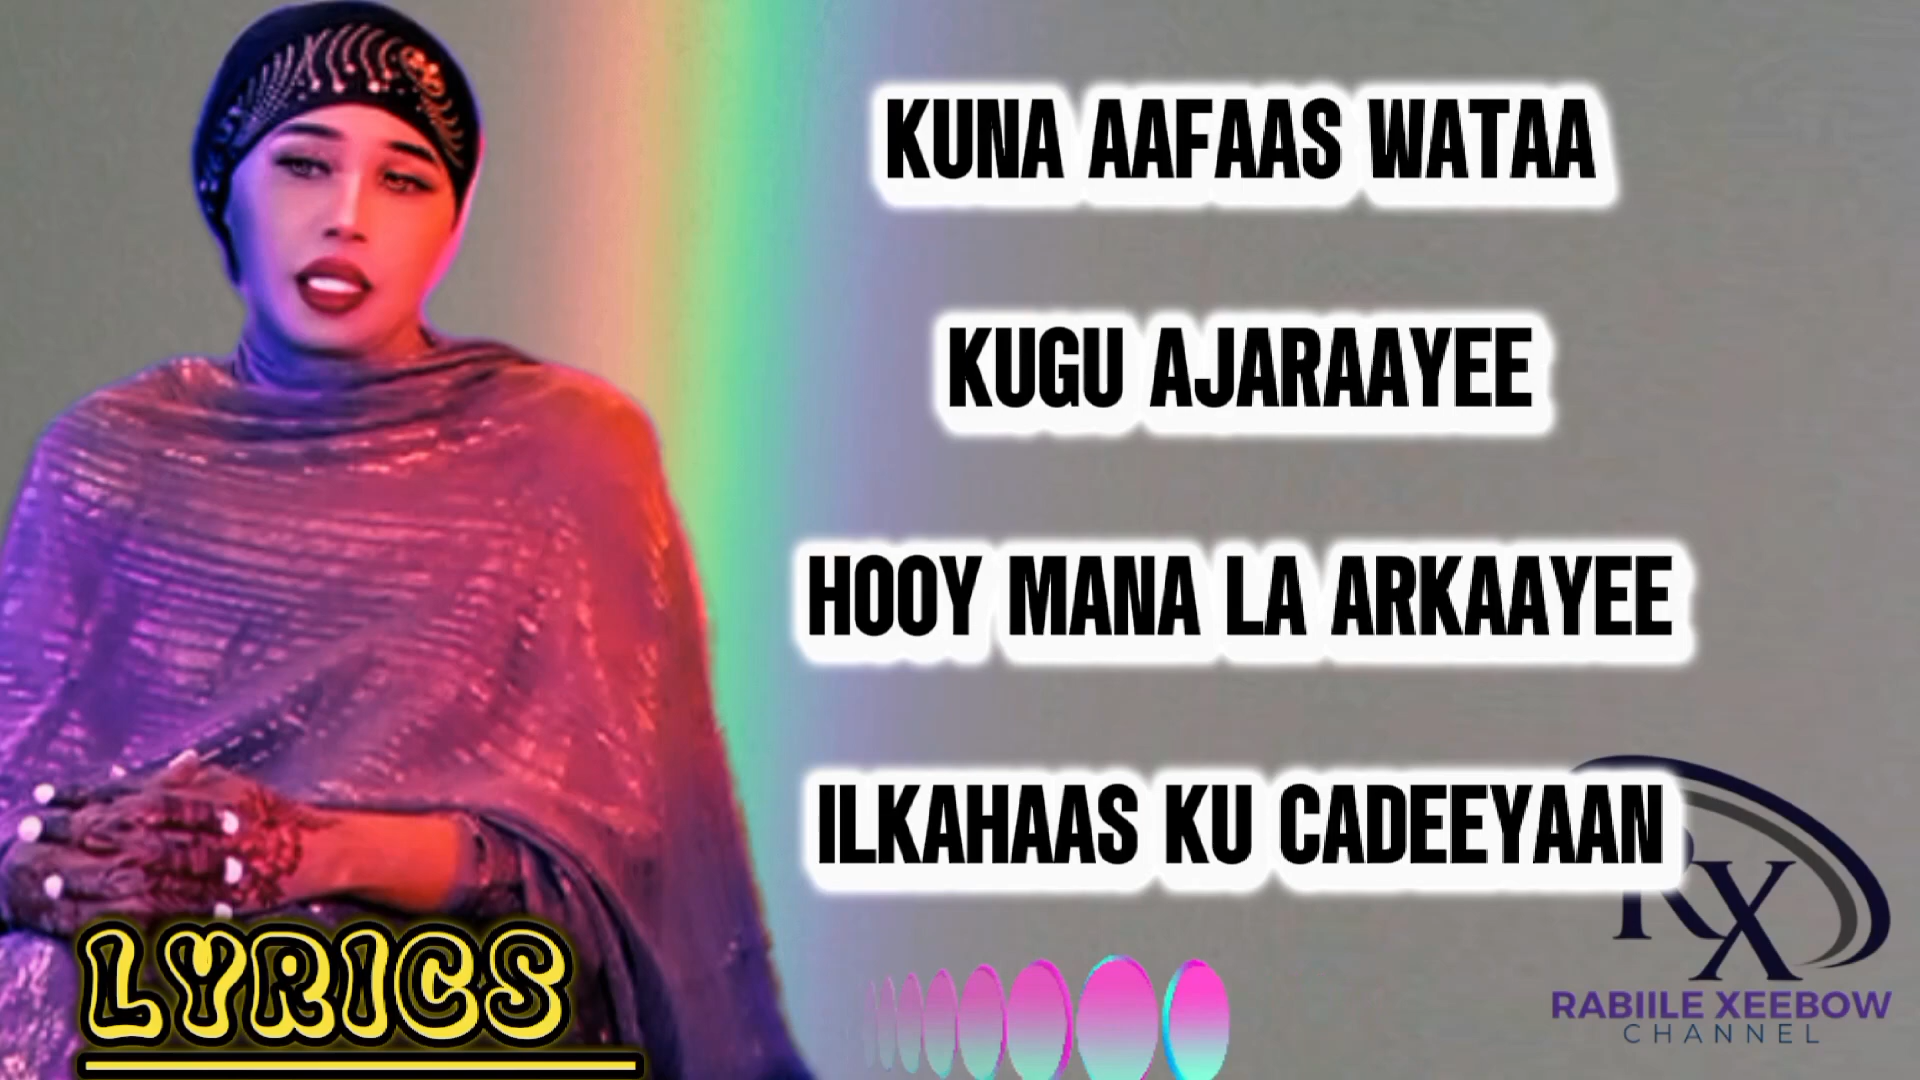 KUNA AAFAAS WATAA
KUGU AJARAAYEE
HOOY MANA LA ARKAAYEE
ILKAHAAS KU CADEEYAAN
LYRICS
RX
RABIILE XEEBOW
CHANNEL